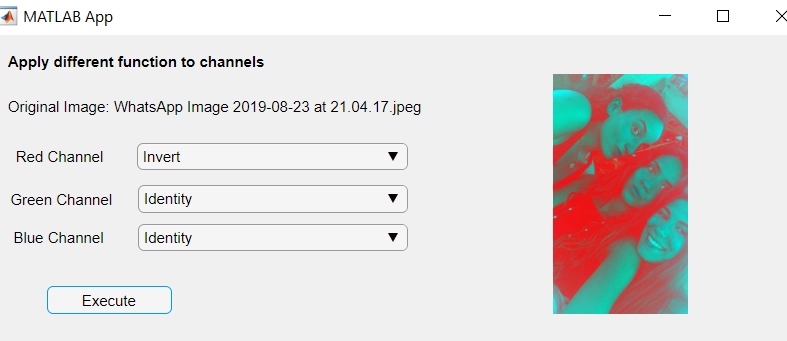 MATLAB App
Apply different function to channels
Original Image: WhatsApp Image 2019-08-23 at 21.04.17.jpeg
Red Channel Invert
Green Channel Identity
Blue Channel Identity
Execute